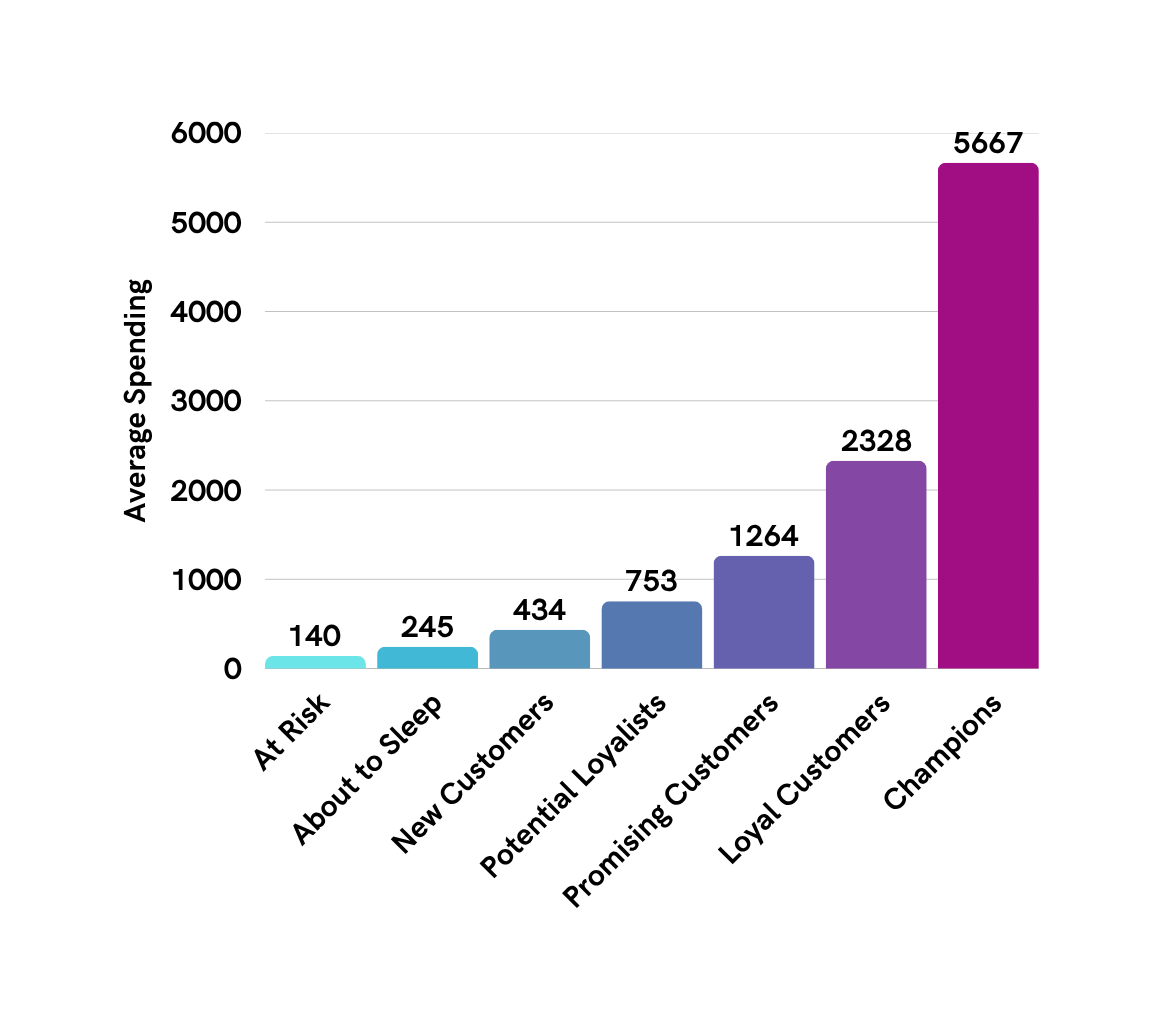 6000
5000
4000
3000
2000
1000
0
Average Spending
140
245
434
753
1264
2328
5667
At Risk
About to Sleep
New Customers
Potential Loyalists
Promising Customers
Loyal Customers
Champions